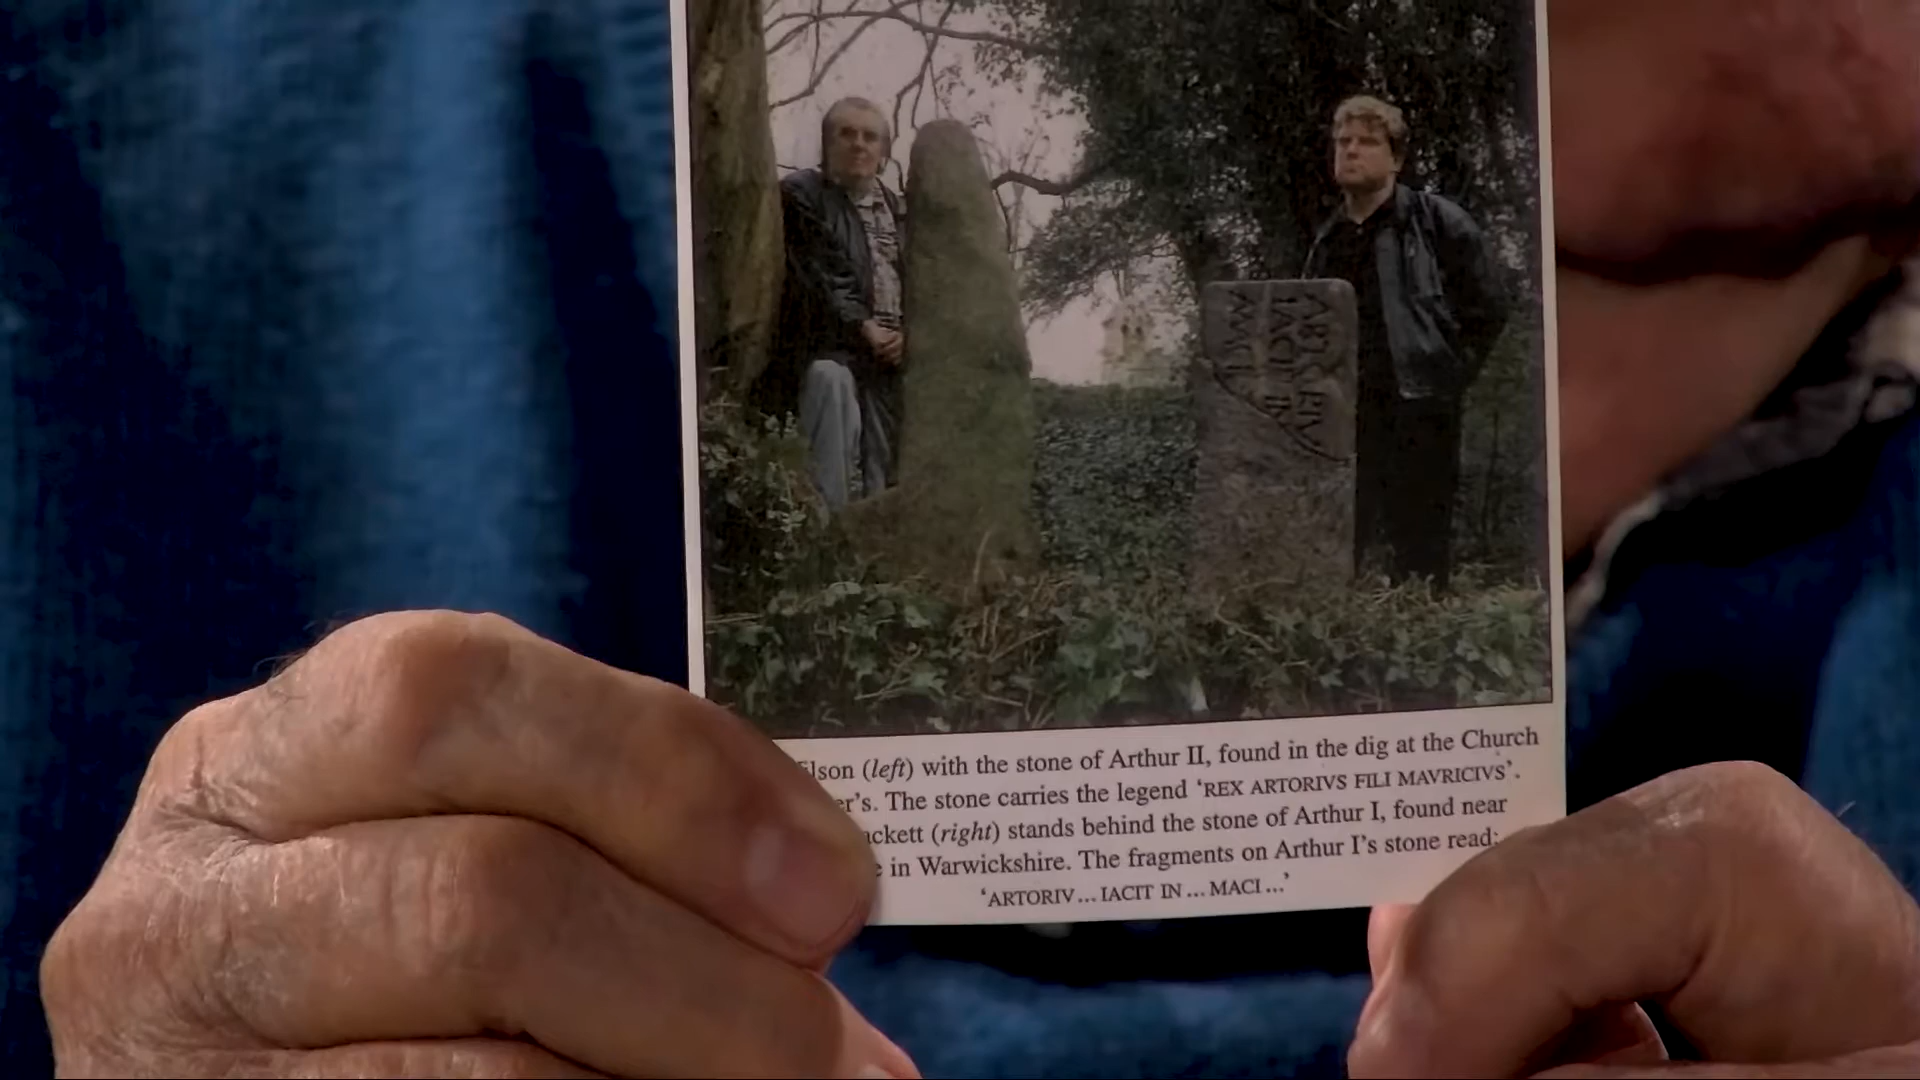 ARTORIV
IACIT IN
MACI
lson (left) with the stone of Arthur II, found in the dig at the Church
er's. The stone carries the legend ‘REX ARTORIVS FILI MAVRICIVS’.
ackett (right) stands behind the stone of Arthur I, found near
in Warwickshire. The fragments on Arthur I’s stone read:
‘ARTORIV... IACIT IN ... MACI ...’